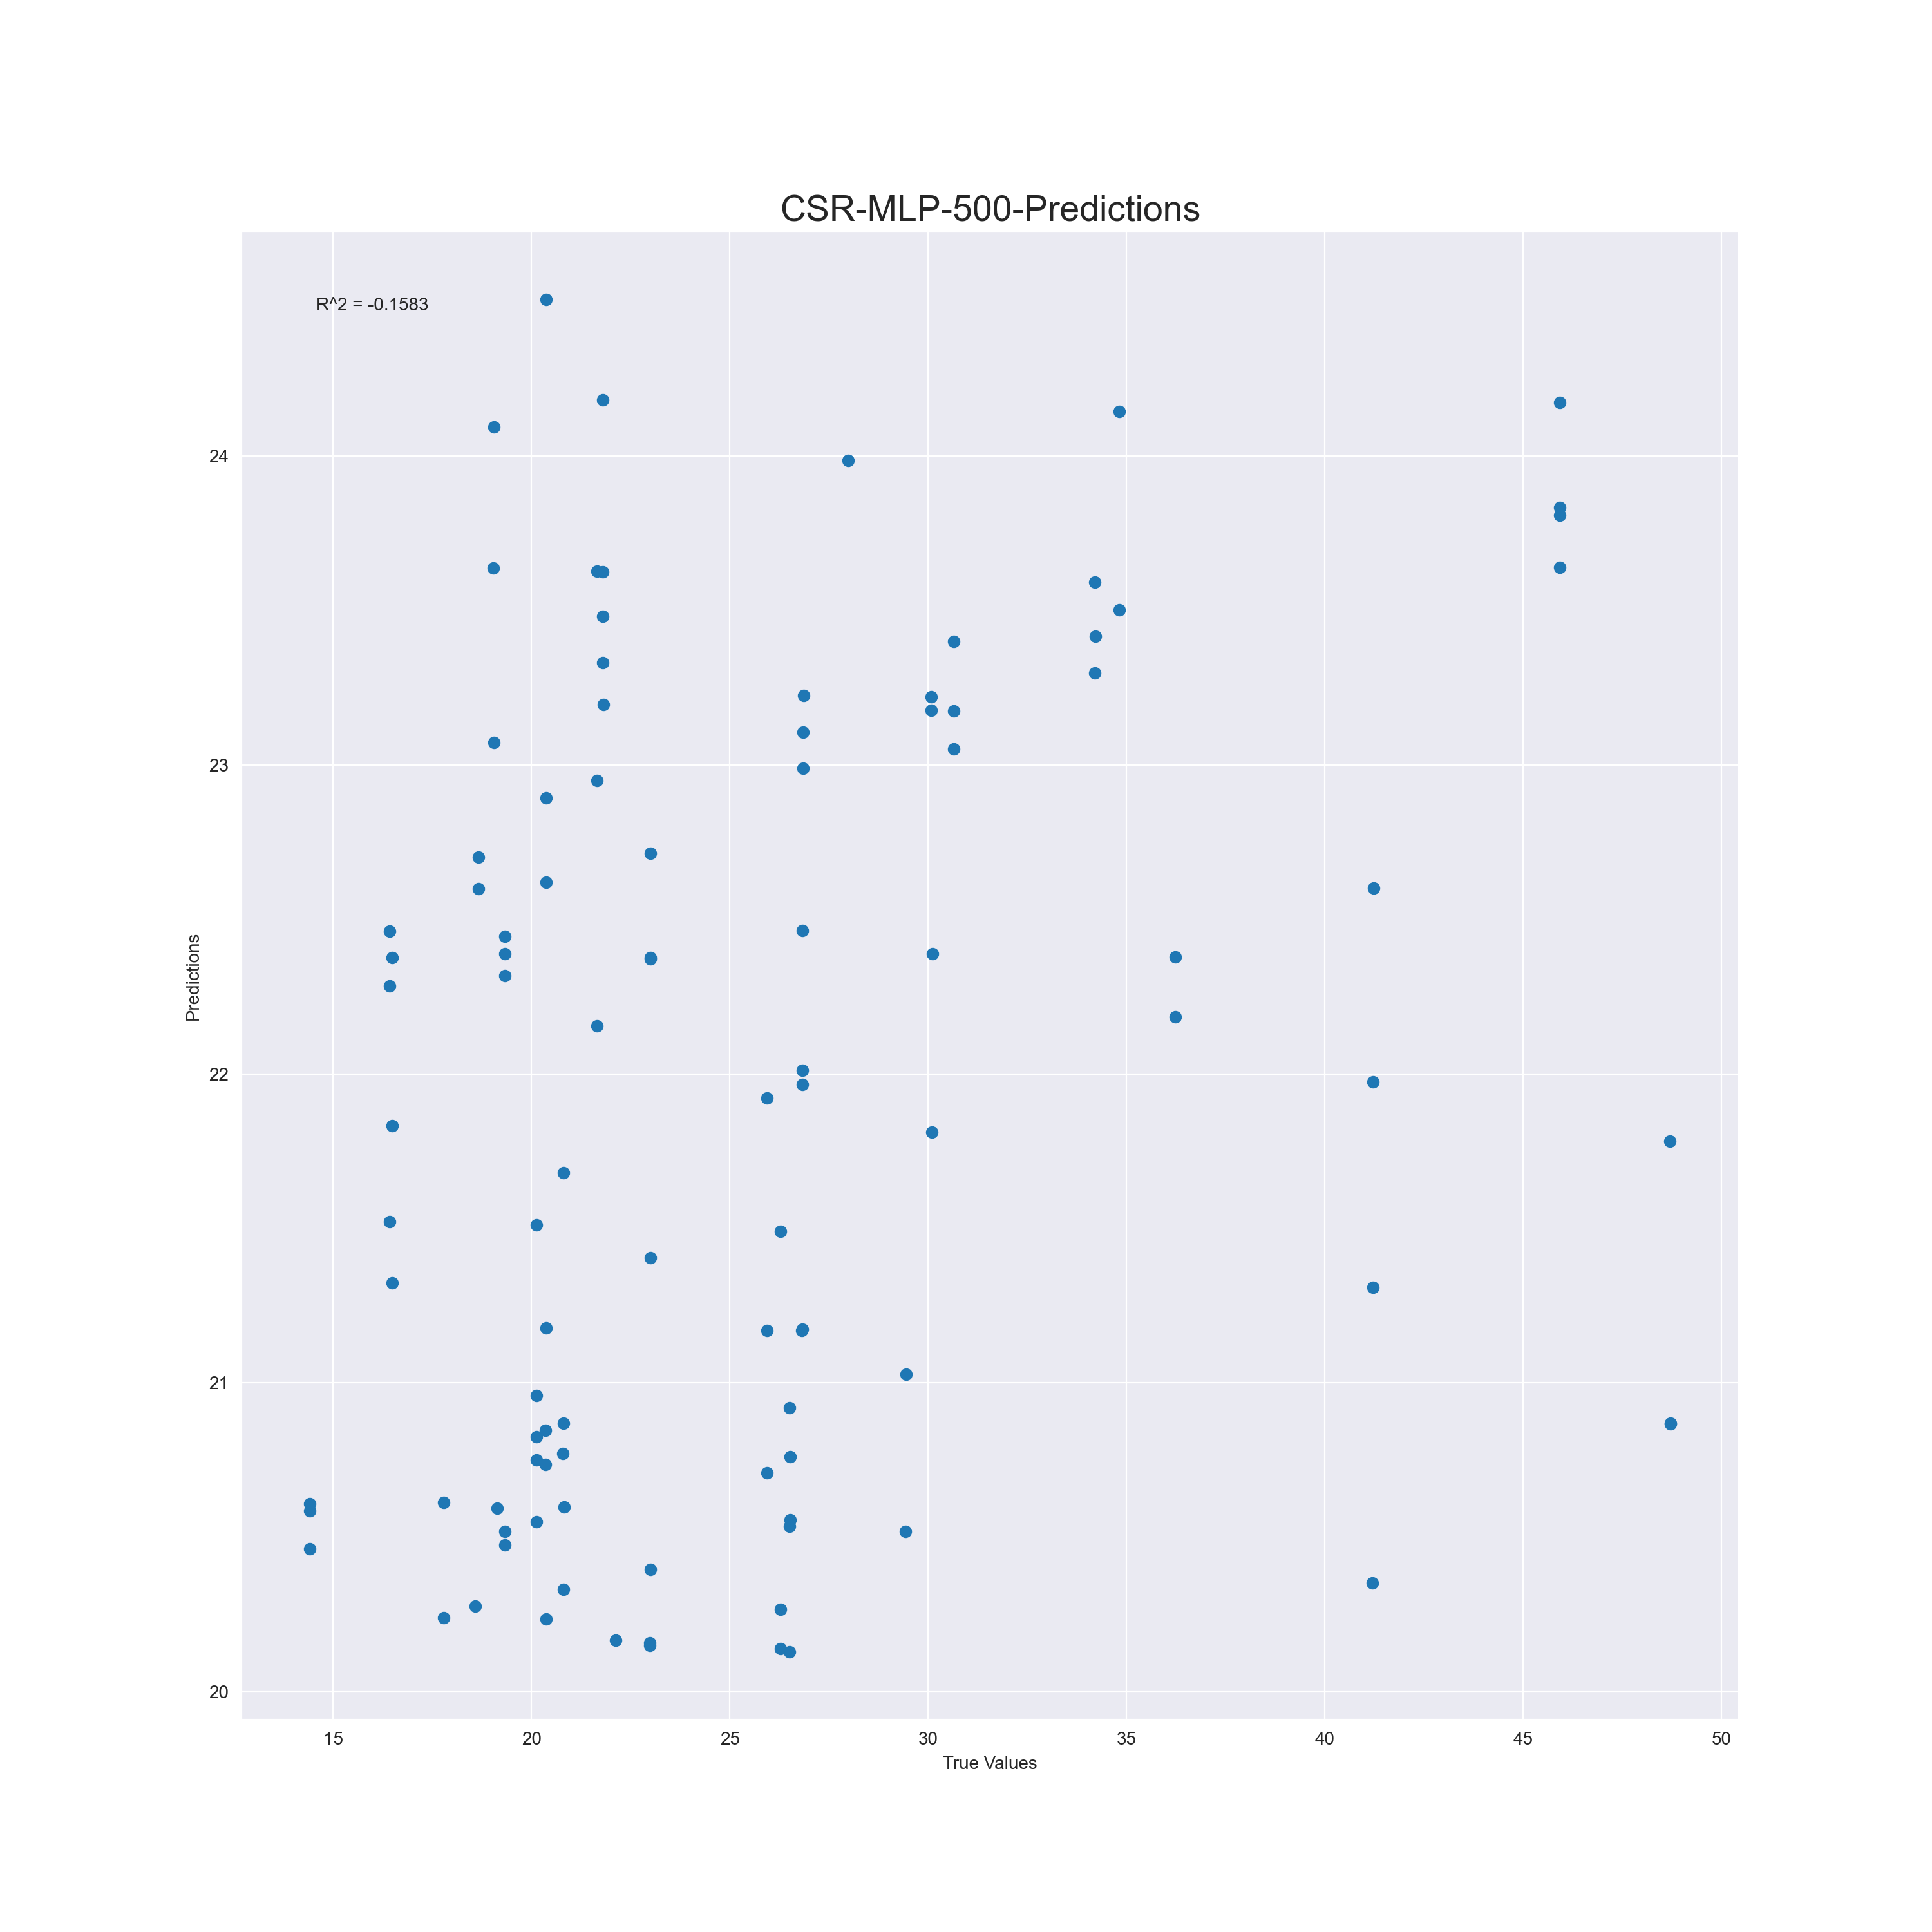 CSR-MLP-500-Predictions
R^2 = -0.1583
24
23
22
21
20
Predictions
15 20 25 30 35 40 45 50
True Values